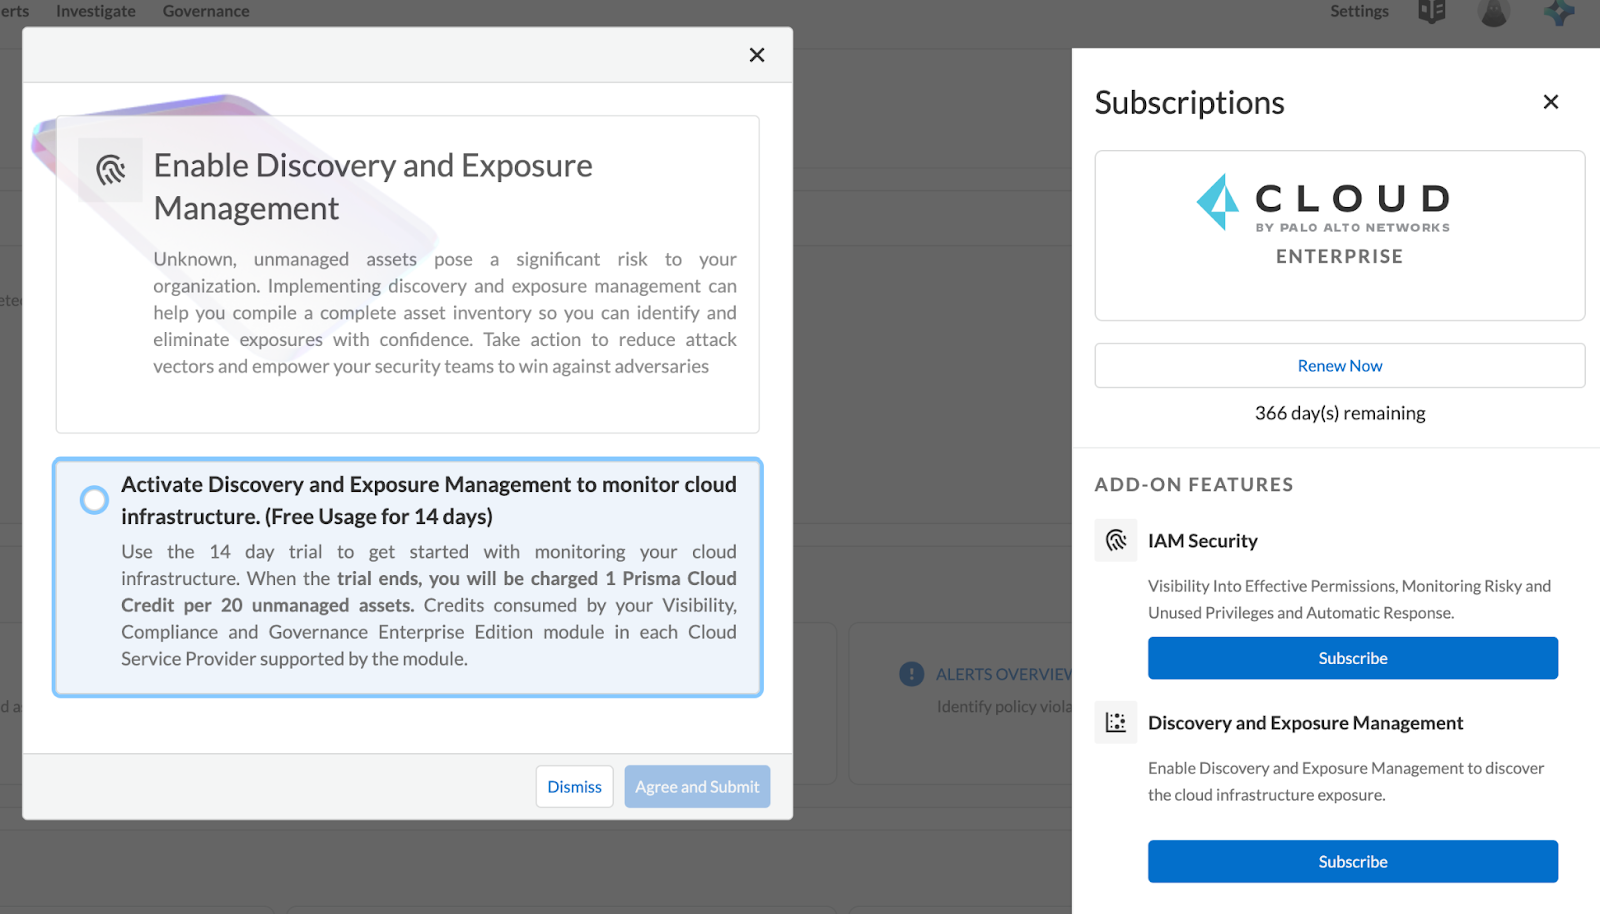 erts Investigate Governance
Settings
Enable Discovery and Exposure
Management
Unknown, unmanaged assets pose a significant risk to your
organization. Implementing discovery and exposure management can
help you compile a complete asset inventory so you can identify and
eliminate exposures with confidence. Take action to reduce attack
vectors and empower your security teams to win against adversaries
Activate Discovery and Exposure Management to monitor cloud
infrastructure. (Free Usage for 14 days)
Use the 14 day trial to get started with monitoring your cloud
infrastructure. When the trial ends, you will be charged 1 Prisma Cloud
Credit per 20 unmanaged assets. Credits consumed by your Visibility,
Compliance and Governance Enterprise Edition module in each Cloud
Service Provider supported by the module.
Dismiss
Agree and Submit
ALERTS OVERVIEW
Identify policy viola
Subscriptions
CLOUD
BY PALO ALTO NETWORKS
ENTERPRISE
Renew Now
366 day(s) remaining
ADD-ON FEATURES
IAM Security
Visibility Into Effective Permissions, Monitoring Risky and
Unused Privileges and Automatic Response.
Subscribe
Discovery and Exposure Management
Enable Discovery and Exposure Management to discover
the cloud infrastructure exposure.
Subscribe